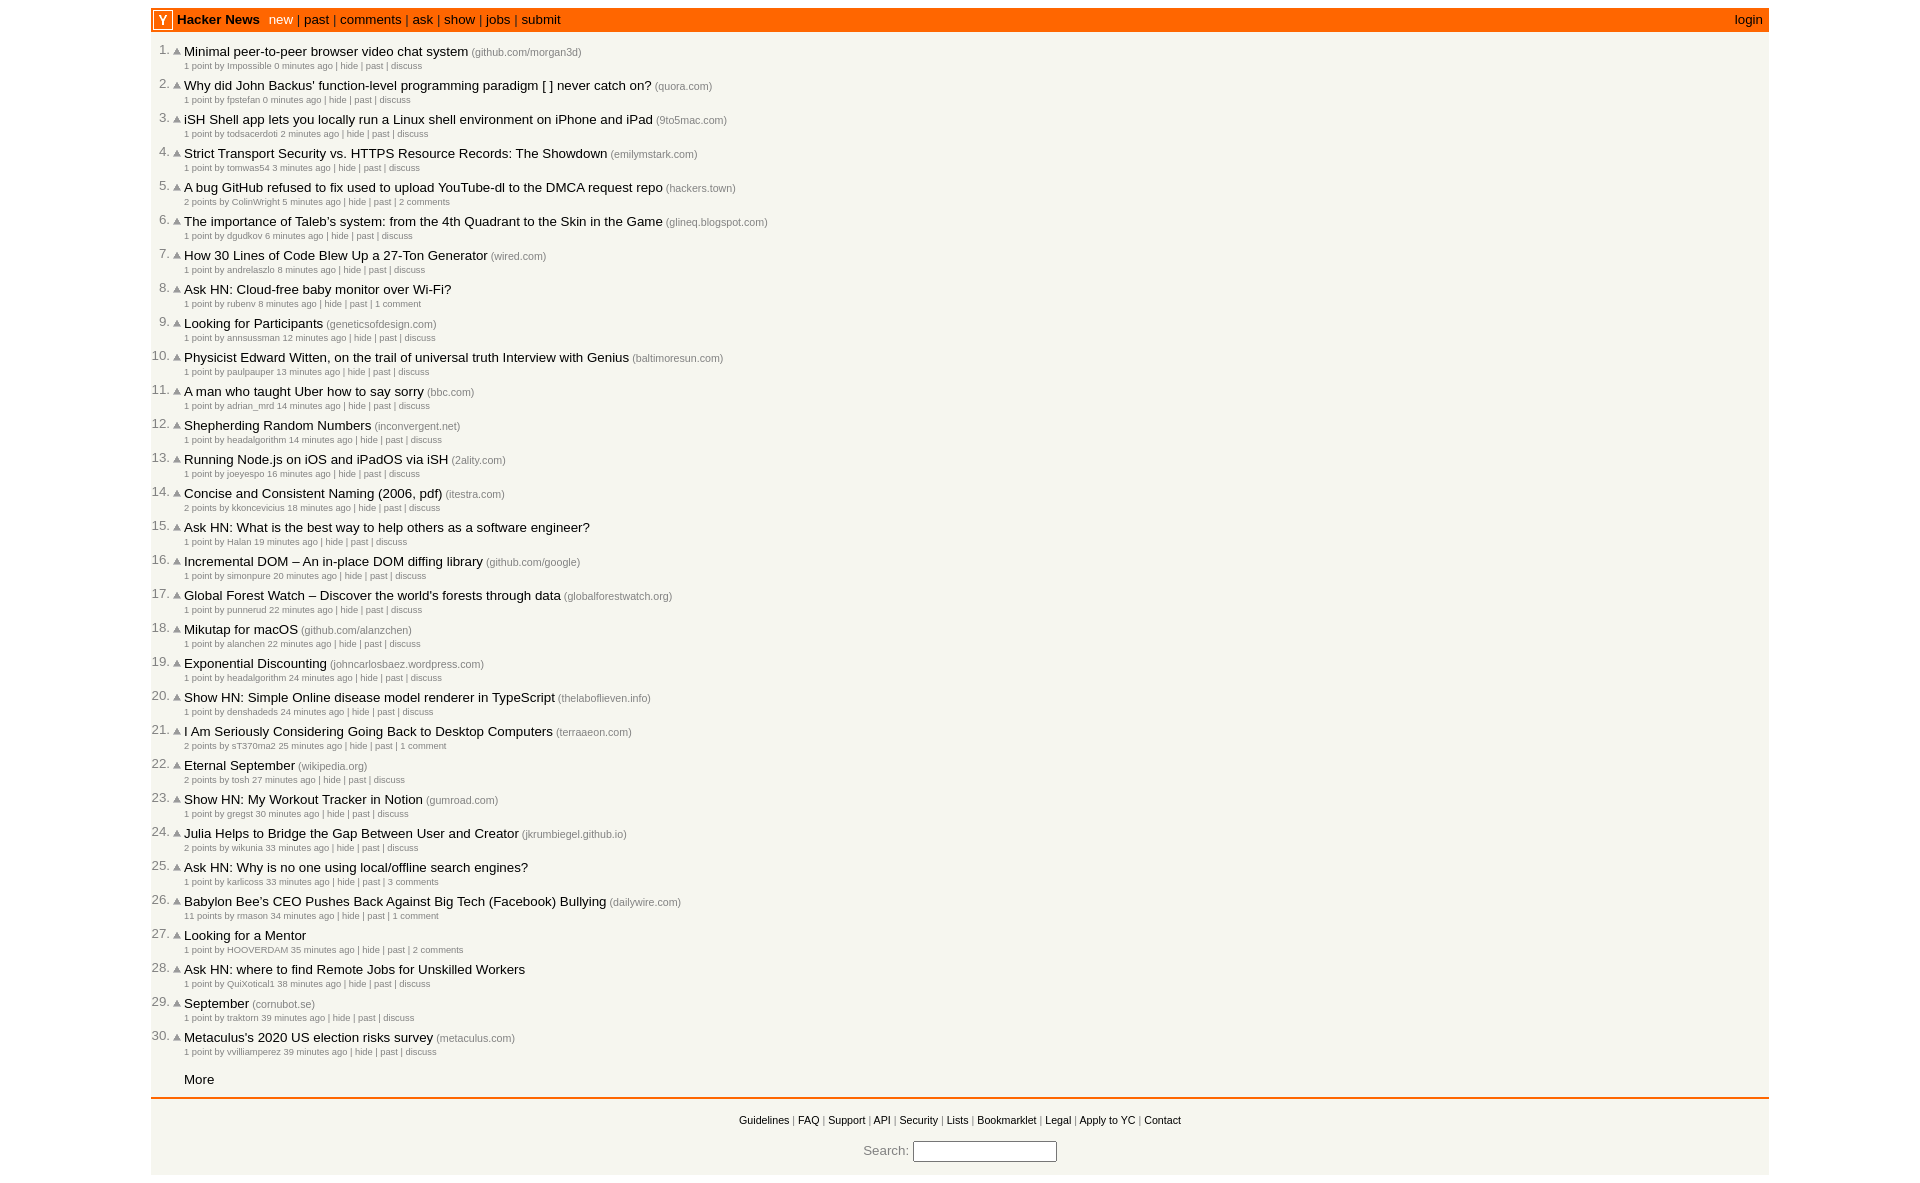 Y Hacker News new | past | comments | ask | show | jobs | submit login
1. Minimal peer-to-peer browser video chat system (github.com/morgan3d)
1 point by Impossible 0 minutes ago | hide | past | discuss
2. Why did John Backus' function-level programming paradigm [ ] never catch on? (quora.com)
1 point by fpstefan 0 minutes ago | hide | past | discuss
3. iSH Shell app lets you locally run a Linux shell environment on iPhone and iPad (9to5mac.com)
1 point by todsacerdoti 2 minutes ago | hide | past | discuss
4. Strict Transport Security vs. HTTPS Resource Records: The Showdown (emilymstark.com)
1 point by tomwas54 3 minutes ago | hide | past | discuss
5. A bug GitHub refused to fix used to upload YouTube-dl to the DMCA request repo (hackers.town)
2 points by ColinWright 5 minutes ago | hide | past | 2 comments
6. The importance of Taleb’s system: from the 4th Quadrant to the Skin in the Game (glineq.blogspot.com)
1 point by dgudkov 6 minutes ago | hide | past | discuss
7. How 30 Lines of Code Blew Up a 27-Ton Generator (wired.com)
1 point by andrelaszlo 8 minutes ago | hide | past | discuss
8. Ask HN: Cloud-free baby monitor over Wi-Fi?
1 point by rubenv 8 minutes ago | hide | past | 1 comment
9. Looking for Participants (geneticsofdesign.com)
1 point by annsussman 12 minutes ago | hide | past | discuss
10. Physicist Edward Witten, on the trail of universal truth Interview with Genius (baltimoresun.com)
1 point by paulpauper 13 minutes ago | hide | past | discuss
11. A man who taught Uber how to say sorry (bbc.com)
1 point by adrian_mrd 14 minutes ago | hide | past | discuss
12. Shepherding Random Numbers (inconvergent.net)
1 point by headalgorithm 14 minutes ago | hide | past | discuss
13. Running Node.js on iOS and iPadOS via iSH (2ality.com)
1 point by joeyespo 16 minutes ago | hide | past | discuss
14. Concise and Consistent Naming (2006, pdf) (itestra.com)
2 points by kkoncevicius 18 minutes ago | hide | past | discuss
15. Ask HN: What is the best way to help others as a software engineer?
1 point by Halan 19 minutes ago | hide | past | discuss
16. Incremental DOM – An in-place DOM diffing library (github.com/google)
1 point by simonpure 20 minutes ago | hide | past | discuss
17. Global Forest Watch – Discover the world's forests through data (globalforestwatch.org)
1 point by punnerud 22 minutes ago | hide | past | discuss
18. Mikutap for macOS (github.com/alanzchen)
1 point by alanchen 22 minutes ago | hide | past | discuss
19. Exponential Discounting (johncarlosbaez.wordpress.com)
1 point by headalgorithm 24 minutes ago | hide | past | discuss
20. Show HN: Simple Online disease model renderer in TypeScript (thelaboflieven.info)
1 point by denshadeds 24 minutes ago | hide | past | discuss
21. I Am Seriously Considering Going Back to Desktop Computers (terraaeon.com)
2 points by sT370ma2 25 minutes ago | hide | past | 1 comment
22. Eternal September (wikipedia.org)
2 points by tosh 27 minutes ago | hide | past | discuss
23. Show HN: My Workout Tracker in Notion (gumroad.com)
1 point by gregst 30 minutes ago | hide | past | discuss
24. Julia Helps to Bridge the Gap Between User and Creator (jkrumbiegel.github.io)
2 points by wikunia 33 minutes ago | hide | past | discuss
25. Ask HN: Why is no one using local/offline search engines?
1 point by karlicoss 33 minutes ago | hide | past | 3 comments
26. Babylon Bee’s CEO Pushes Back Against Big Tech (Facebook) Bullying (dailywire.com)
11 points by rmason 34 minutes ago | hide | past | 1 comment
27. Looking for a Mentor
1 point by HOOVERDAM 35 minutes ago | hide | past | 2 comments
28. Ask HN: where to find Remote Jobs for Unskilled Workers
1 point by QuiXotical1 38 minutes ago | hide | past | discuss
29. September (cornubot.se)
1 point by traktorn 39 minutes ago | hide | past | discuss
30. Metaculus's 2020 US election risks survey (metaculus.com)
1 point by vvilliamperez 39 minutes ago | hide | past | discuss
More
Guidelines | FAQ | Support | API | Security | Lists | Bookmarklet | Legal | Apply to YC | Contact
Search: